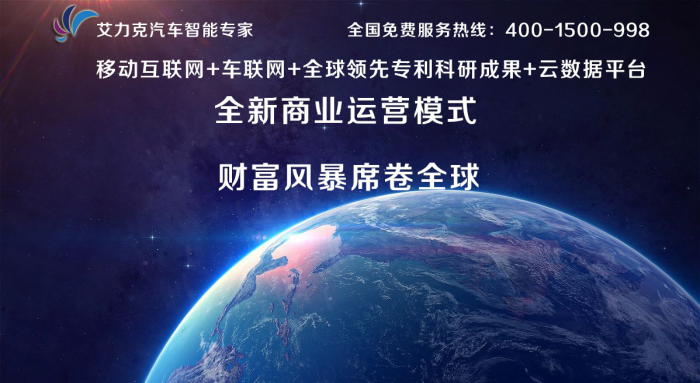 艾力克汽车智能专家 全国免费服务热线：400-1500-998
移动互联网+车联网+全球领先专利科研成果+云数据平台
全新商业运营模式
财富风暴席卷全球